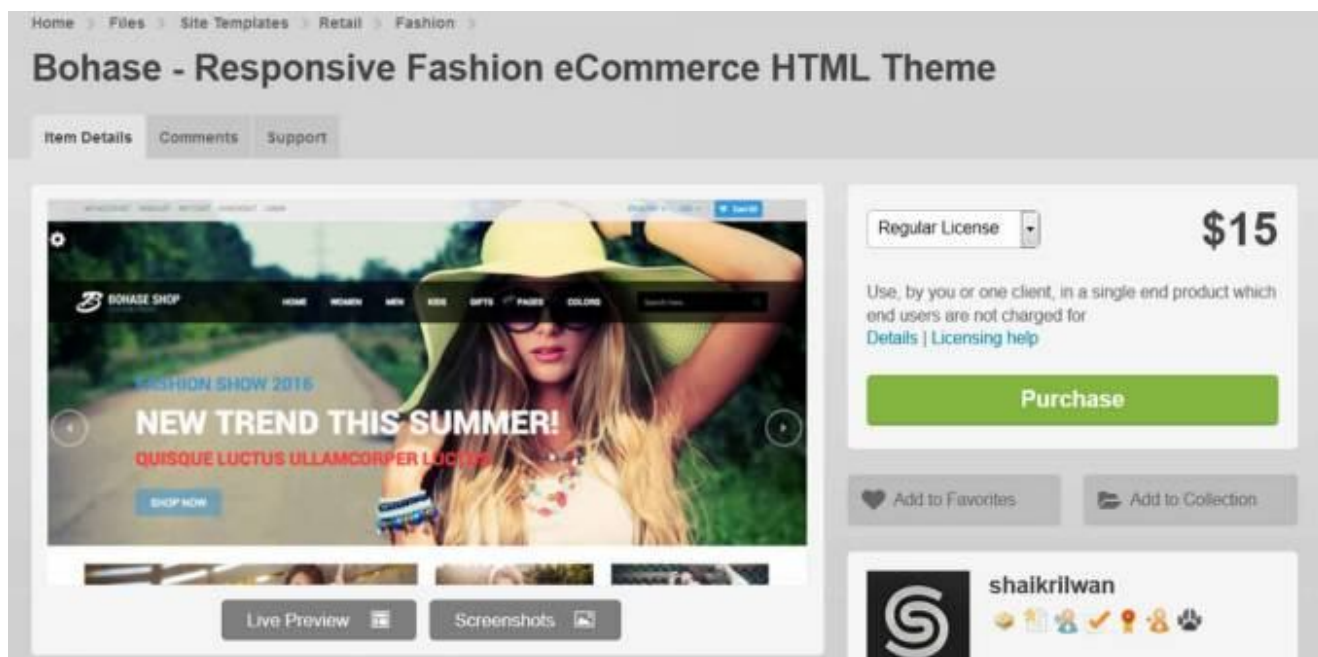 Home Files Site Templates Retail Fashion
Bohase - Responsive Fashion eCommerce HTML Theme
Item Details Comments Support
BOHASE SHOP
HOME WOMEN MEN KIDS GIFTS PAGES COLORS
FASHION SHOW 2016
NEW TREND THIS SUMMER!
QUISQUE LUCTUS ULLAMCORPER LUCTUS
SHOP NOW
Live Preview
Screenshots
Regular License
$15
Use, by you or one client, in a single end product which
end users are not charged for
Details | Licensing help
Purchase
Add to Favorites
Add to Collection
shaikrilwan